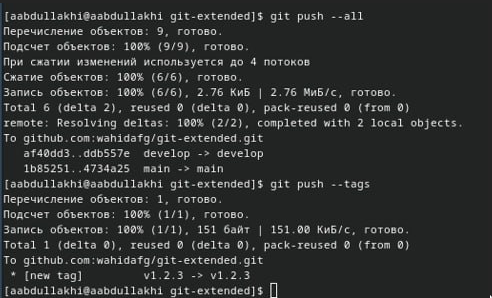 [aabdullakhi@aabdullakhi git-extended]$ git push --all
Перечисление объектов: 9, готово.
Подсчет объектов: 100% (9/9), готово.
При сжатии изменений используется до 4 потоков
Сжатие объектов: 100% (6/6), готово.
Запись объектов: 100% (6/6), 2.76 КиБ | 2.76 МиБ/с, готово.
Total 6 (delta 2), reused 0 (delta 0), pack-reused 0 (from 0)
remote: Resolving deltas: 100% (2/2), completed with 2 local objects.
To github.com:wahidafg/git-extended.git
   af40dd3..ddb557e  develop -> develop
   1b85251..4734a25  main -> main
[aabdullakhi@aabdullakhi git-extended]$ git push --tags
Перечисление объектов: 1, готово.
Подсчет объектов: 100% (1/1), готово.
Запись объектов: 100% (1/1), 151 байт | 151.00 КиБ/с, готово.
Total 1 (delta 0), reused 0 (delta 0), pack-reused 0 (from 0)
To github.com:wahidafg/git-extended.git
 * [new tag]         v1.2.3 -> v1.2.3
[aabdullakhi@aabdullakhi git-extended]$